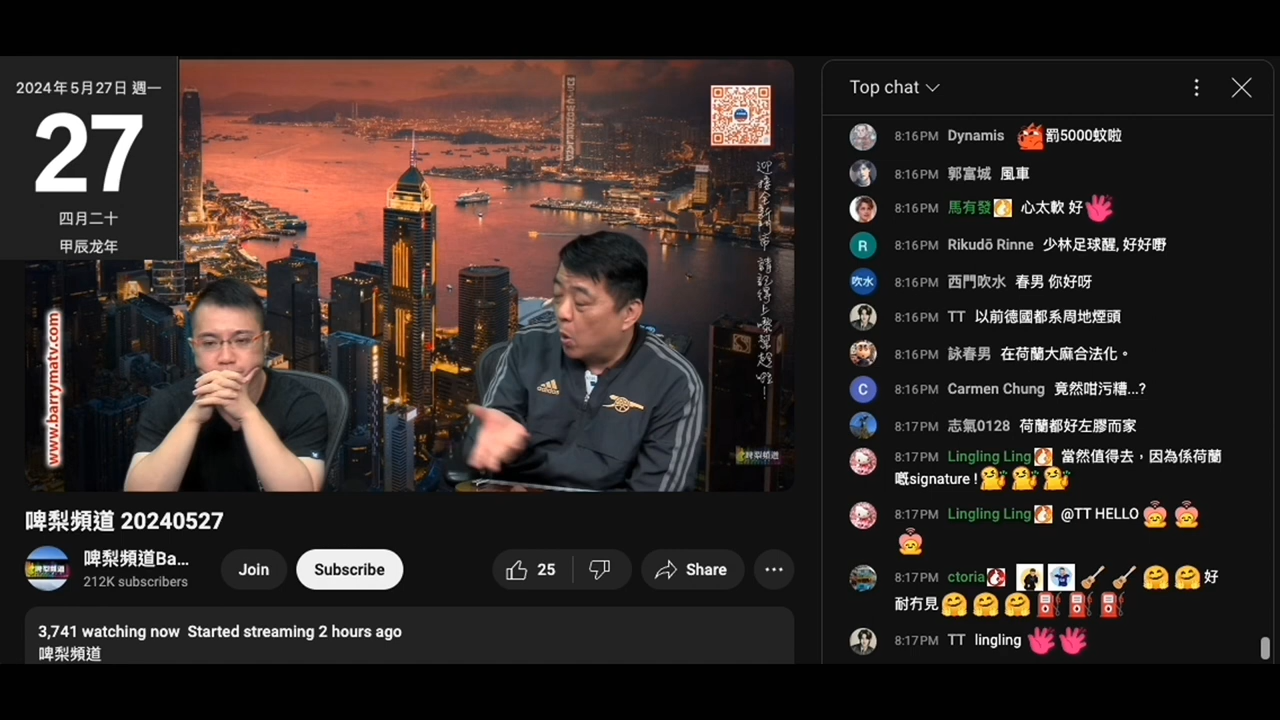 2024年5月27日 週一
27
四月二十
甲辰龙年
www.barrymatv.com
adidas
啤梨頻道
啤梨頻道 20240527
啤梨頻道Ba...
212K subscribers
Join
Subscribe
25
Share
3,741 watching now Started streaming 2 hours ago
啤梨頻道
Top chat
8:16PM Dynamis 罰5000蚊啦
8:16PM 郭富城 風車
8:16PM 馬有發 心太軟 好
R
8:16PM Rikudō Rinne 少林足球醒, 好好嘢
吹水
8:16PM 西門吹水 春男 你好呀
8:16PM TT 以前德國都系周地煙頭
8:16PM 詠春男 在荷蘭大麻合法化。
C
8:16PM Carmen Chung 竟然咁污糟...?
8:17PM 志氣0128 荷蘭都好左膠而家
8:17PM Lingling Ling 當然值得去，因為係荷蘭
嘅signature !
8:17PM Lingling Ling @TT HELLO
8:17PM ctoria 好
耐冇見
8:17PM TT lingling